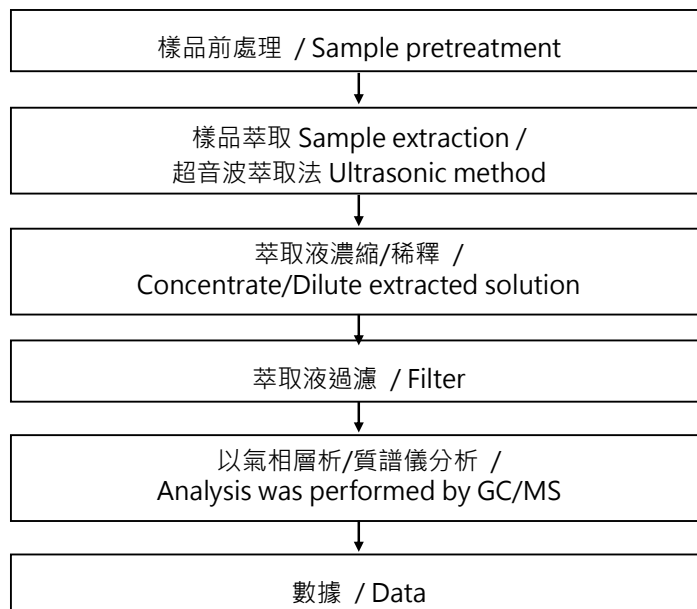 樣品前處理 / Sample pretreatment
樣品萃取 Sample extraction /
超音波萃取法 Ultrasonic method
萃取液濃縮/稀釋 /
Concentrate/Dilute extracted solution
萃取液過濾 / Filter
以氣相層析/質譜儀分析 /
Analysis was performed by GC/MS
數據 / Data